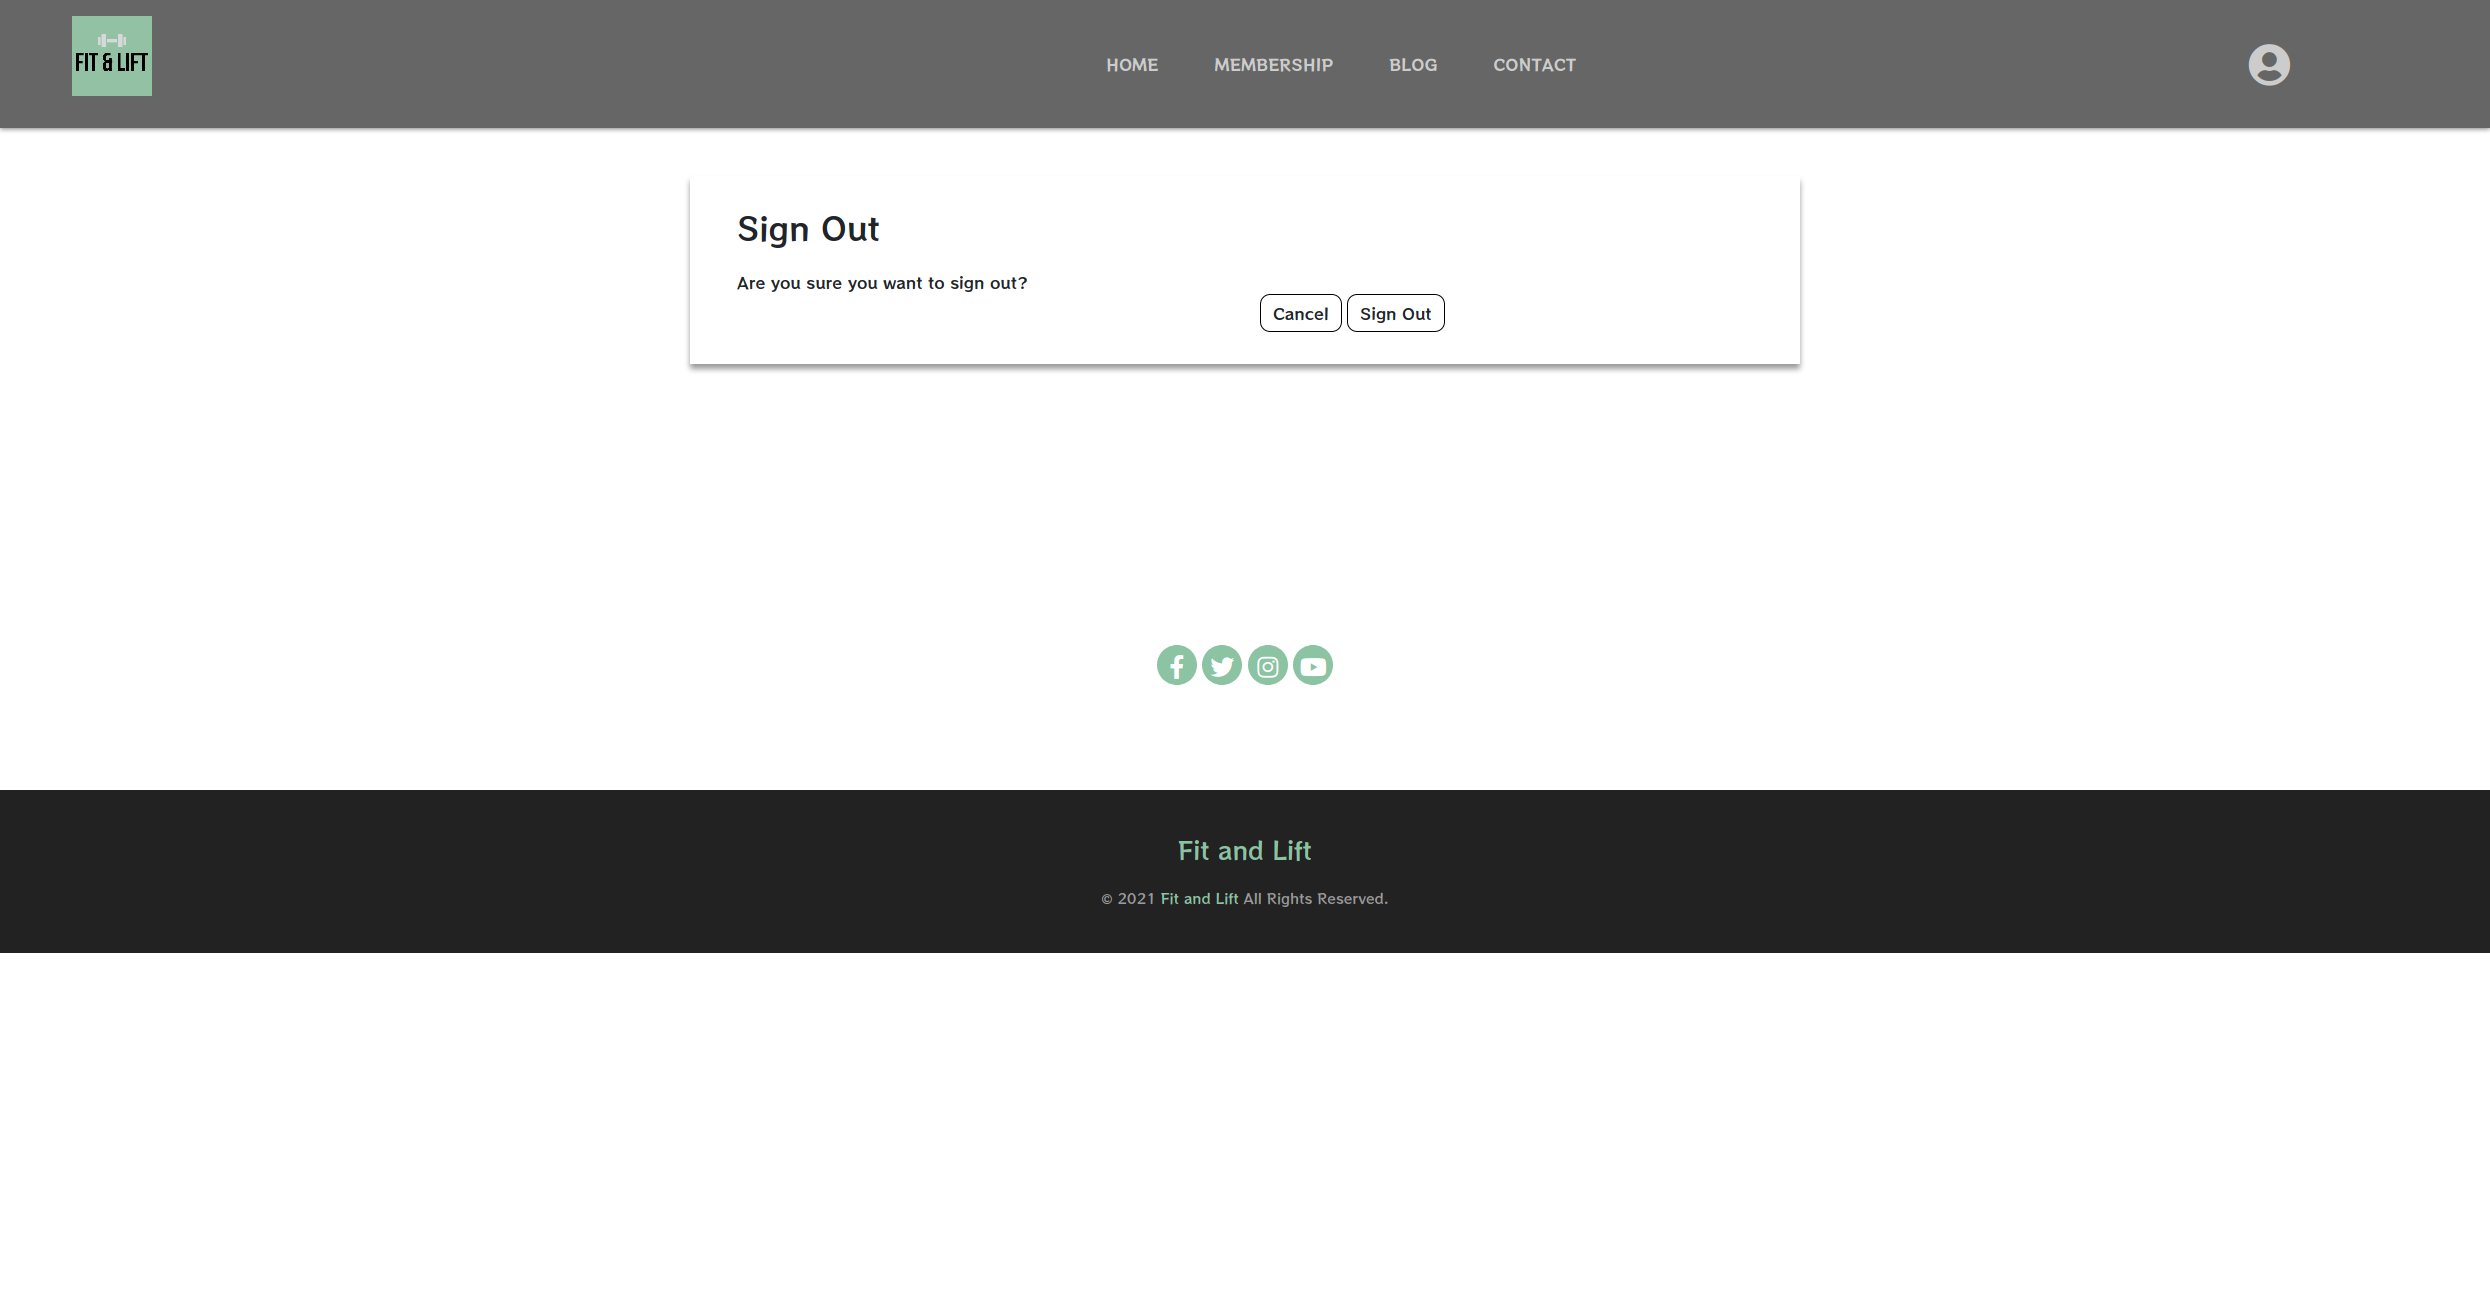 FIT & LIFT
HOME MEMBERSHIP BLOG CONTACT
Sign Out
Are you sure you want to sign out?
Cancel Sign Out
Fit and Lift
© 2021 Fit and Lift All Rights Reserved.